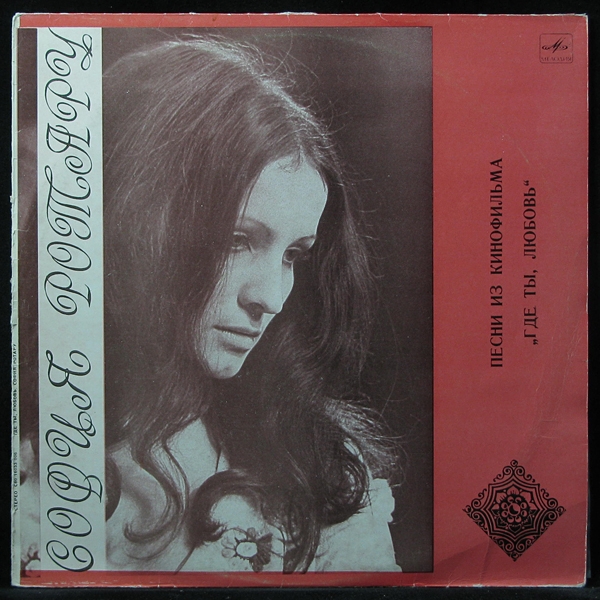 СОФИЯ РОТАРУ
ПЕСНИ ИЗ КИНОФИЛЬМА
„ГДЕ ТЫ, ЛЮБОВЬ“